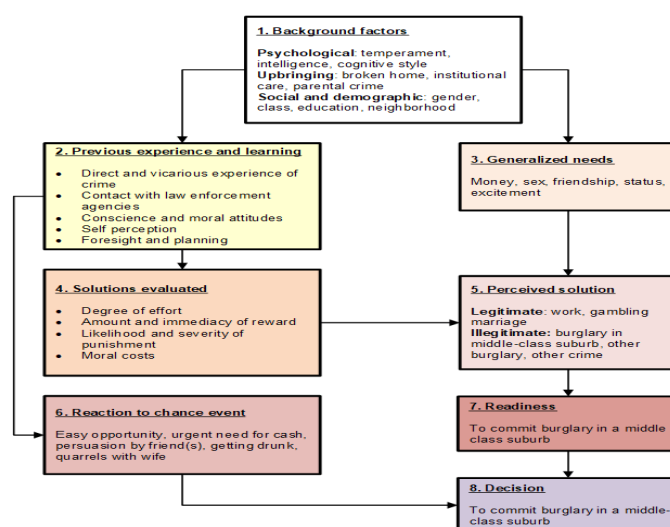 1. Background factors
Psychological: temperament,
intelligence, cognitive style
Upbringing: broken home, institutional
care, parental crime
Social and demographic: gender,
class, education, neighborhood
2. Previous experience and learning
• Direct and vicarious experience of
crime
• Contact with law enforcement
agencies
• Conscience and moral attitudes
• Self perception
• Foresight and planning
3. Generalized needs
Money, sex, friendship, status,
excitement
4. Solutions evaluated
• Degree of effort
• Amount and immediacy of reward
• Likelihood and severity of
punishment
• Moral costs
5. Perceived solution
Legitimate: work, gambling
marriage
Illegitimate: burglary in
middle-class suburb, other
burglary, other crime
6. Reaction to chance event
Easy opportunity, urgent need for cash,
persuasion by friend(s), getting drunk,
quarrels with wife
7. Readiness
To commit burglary in a middle
class suburb
8. Decision
To commit burglary in a middle-
class suburb